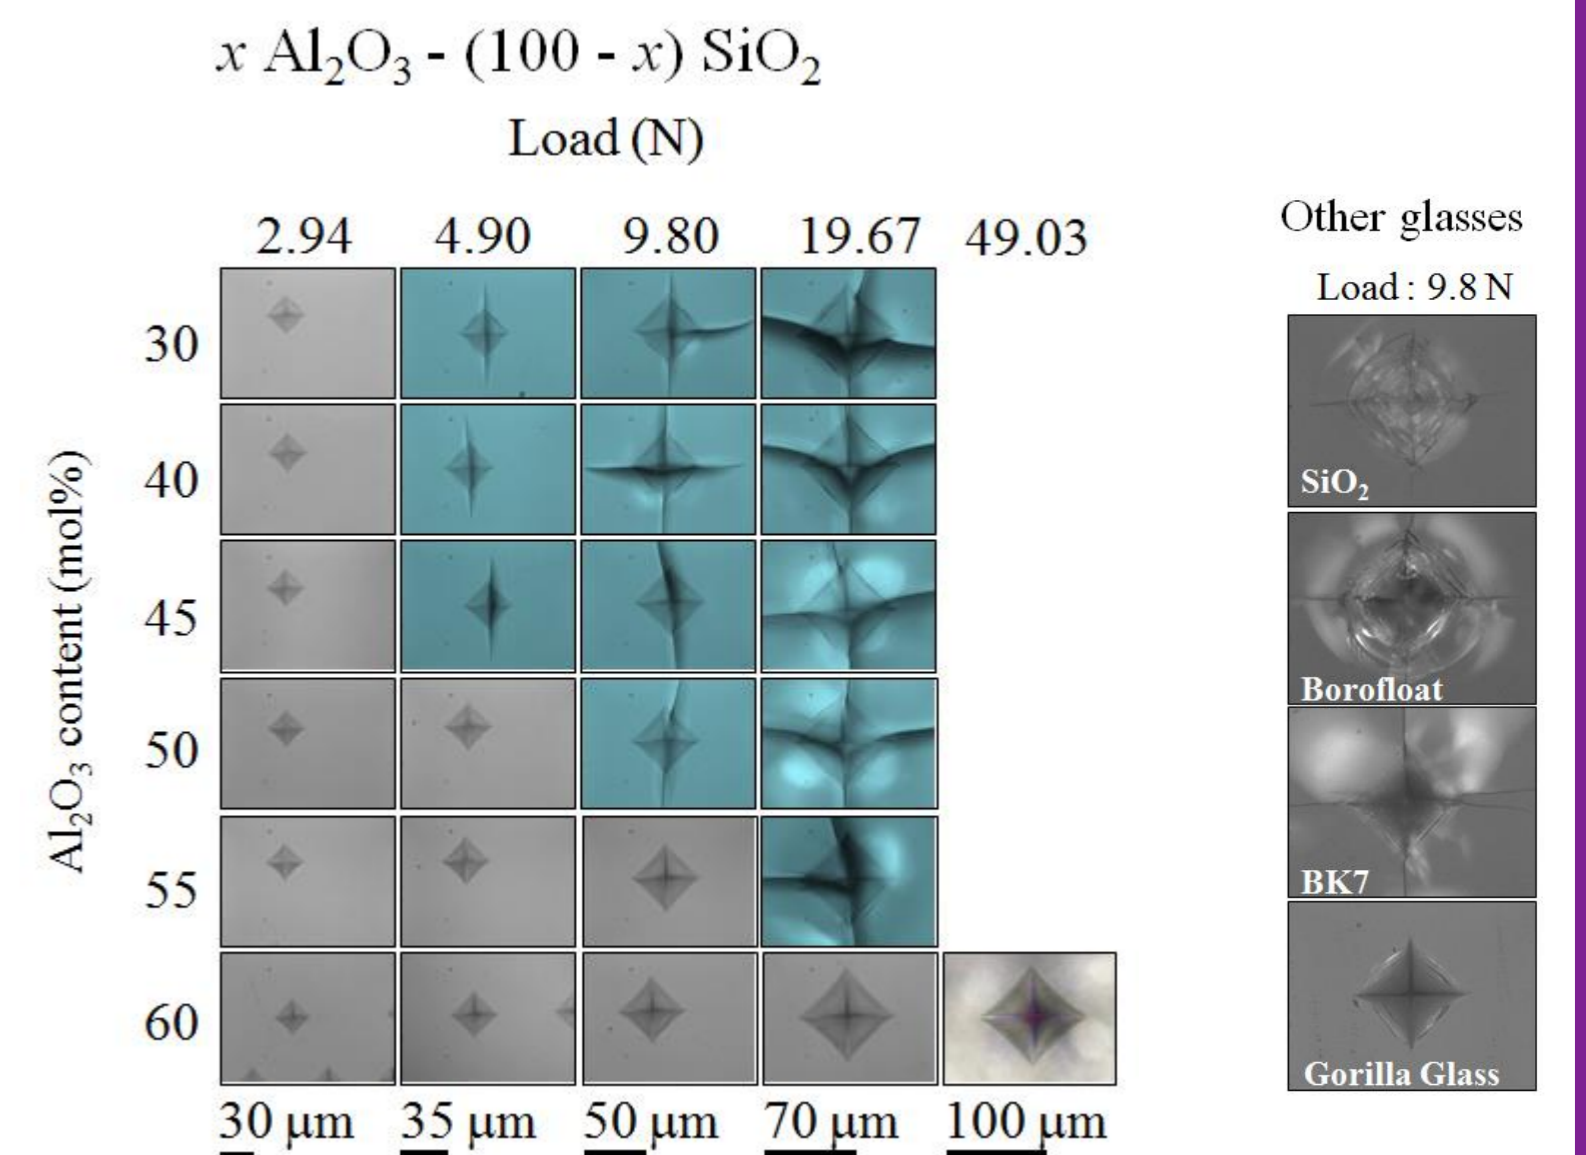 x Al₂O₃ - (100 - x) SiO₂
Load (N)
2.94 4.90 9.80 19.67 49.03
Al₂O₃ content (mol%)
30
40
45
50
55
60
30 μm 35 μm 50 μm 70 μm 100 μm
Other glasses
Load : 9.8 N
SiO₂
Borofloat
BK7
Gorilla Glass